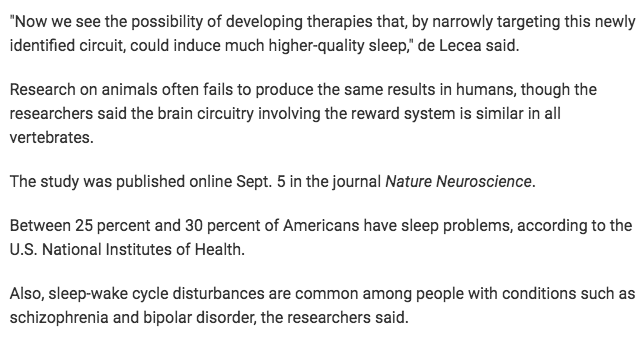 "Now we see the possibility of developing therapies that, by narrowly targeting this newly
identified circuit, could induce much higher-quality sleep," de Lecea said.
Research on animals often fails to produce the same results in humans, though the
researchers said the brain circuitry involving the reward system is similar in all
vertebrates.
The study was published online Sept. 5 in the journal Nature Neuroscience.
Between 25 percent and 30 percent of Americans have sleep problems, according to the
U.S. National Institutes of Health.
Also, sleep-wake cycle disturbances are common among people with conditions such as
schizophrenia and bipolar disorder, the researchers said.